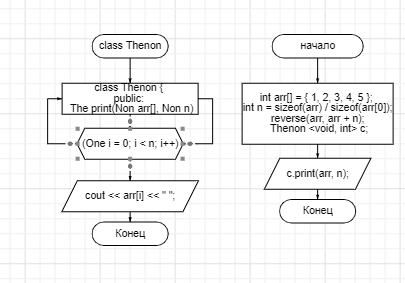 class Thenon
class Thenon {
public:
The print(Non arr[], Non n)
(One i = 0; i < n; i++)
cout << arr[i] << " ";
Конец
начало
int arr[] = { 1, 2, 3, 4, 5 };
int n = sizeof(arr) / sizeof(arr[0]);
reverse(arr, arr + n);
Thenon <void, int> c;
c.print(arr, n);
Конец